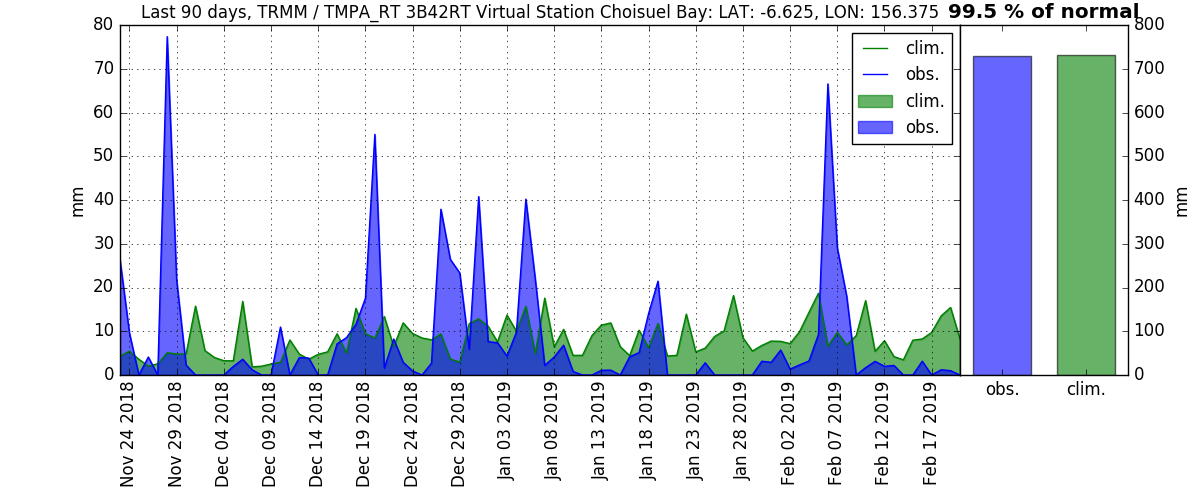 Last 90 days, TRMM / TMPA_RT 3B42RT Virtual Station Choisuel Bay: LAT: -6.625, LON: 156.375
99.5 % of normal
80
70
60
50
40
30
20
10
0
mm
clim.
obs.
clim.
obs.
Nov 24 2018
Nov 29 2018
Dec 04 2018
Dec 09 2018
Dec 14 2018
Dec 19 2018
Dec 24 2018
Dec 29 2018
Jan 03 2019
Jan 08 2019
Jan 13 2019
Jan 18 2019
Jan 23 2019
Jan 28 2019
Feb 02 2019
Feb 07 2019
Feb 12 2019
Feb 17 2019
obs.
clim.
800
700
600
500
400
300
200
100
0
mm